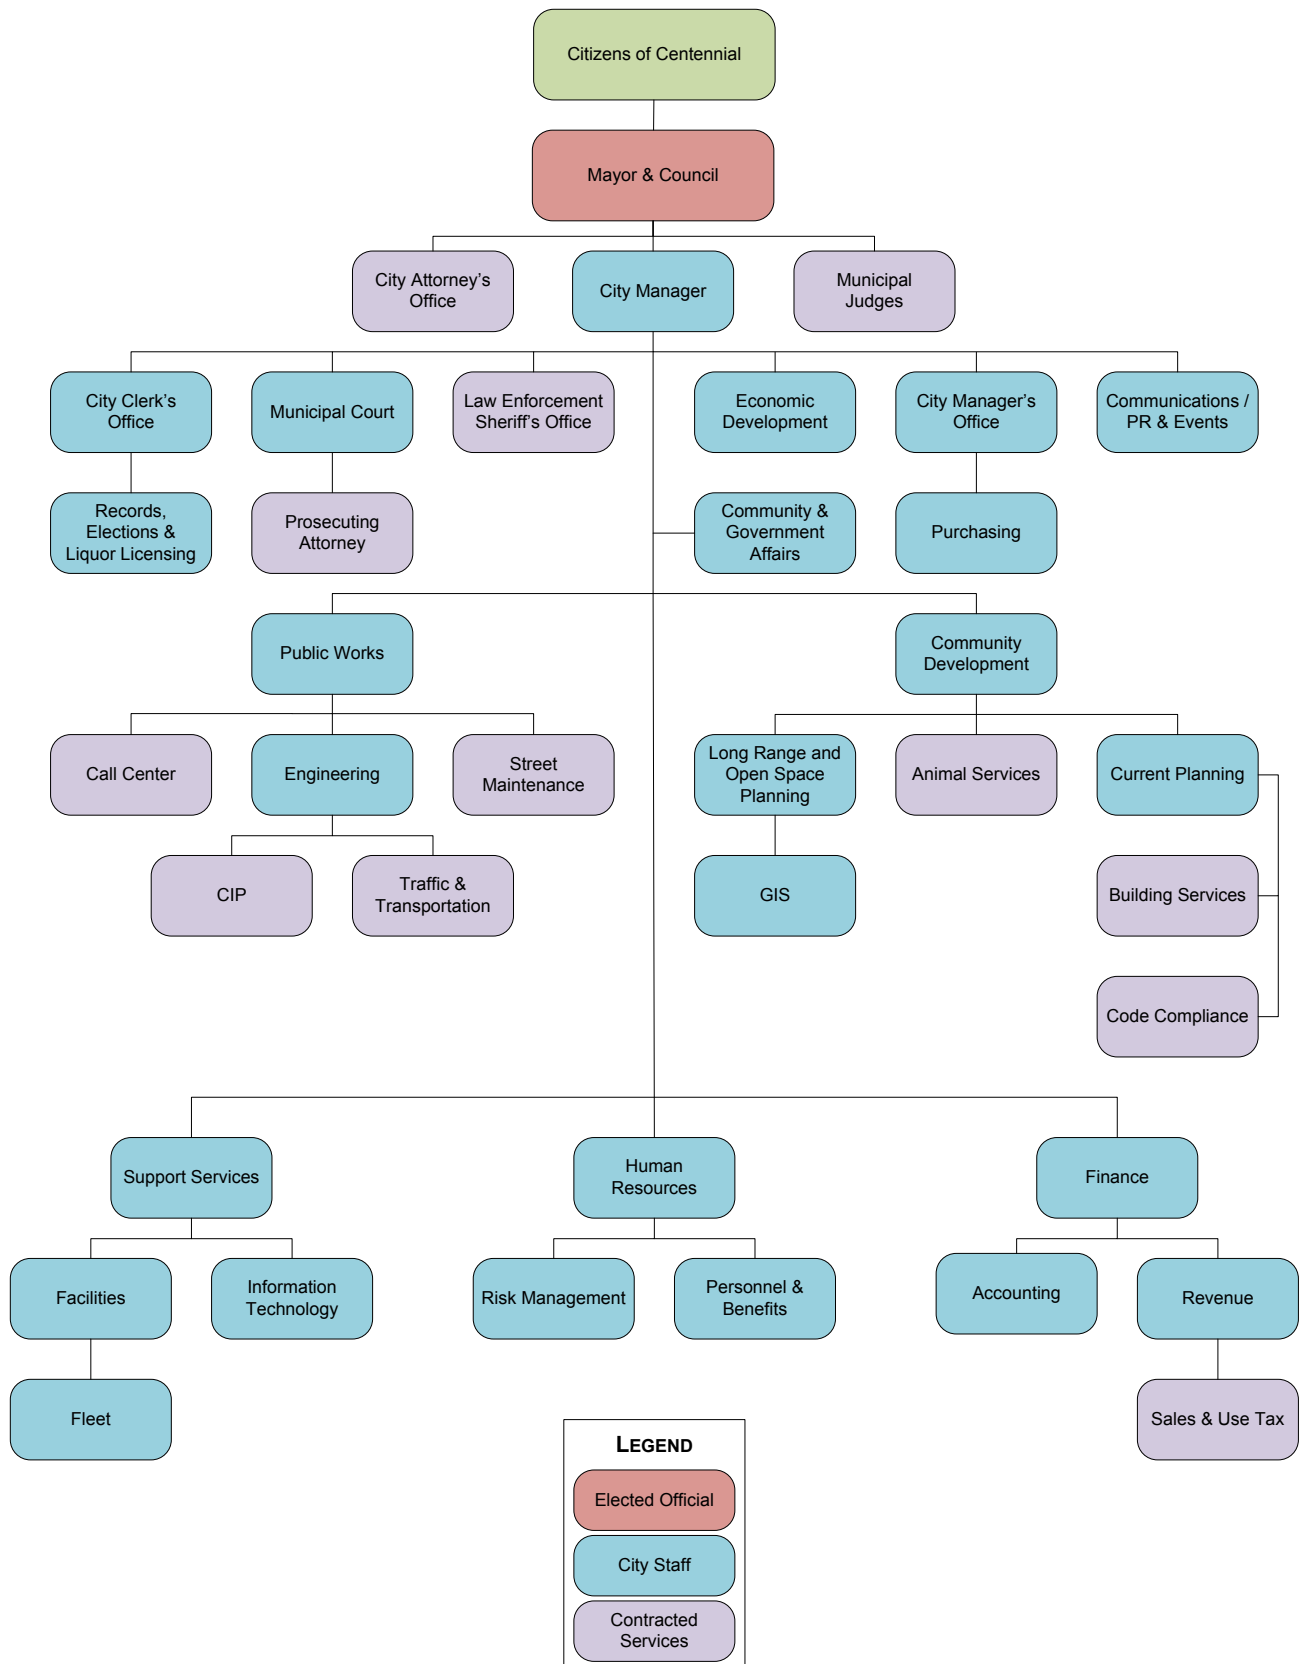 Citizens of Centennial
Mayor & Council
City Attorney's
Office
City Manager
Municipal
Judges
City Clerk's
Office
Municipal Court
Law Enforcement
Sheriff's Office
Economic
Development
City Manager's
Office
Communications /
PR & Events
Records,
Elections &
Liquor Licensing
Prosecuting
Attorney
Community &
Government
Affairs
Purchasing
Public Works
Community
Development
Call Center
Engineering
Street
Maintenance
Long Range and
Open Space
Planning
Animal Services
Current Planning
CIP
Traffic &
Transportation
GIS
Building Services
Code Compliance
Support Services
Human
Resources
Finance
Facilities
Information
Technology
Risk Management
Personnel &
Benefits
Accounting
Revenue
Fleet
Sales & Use Tax
LEGEND
Elected Official
City Staff
Contracted
Services